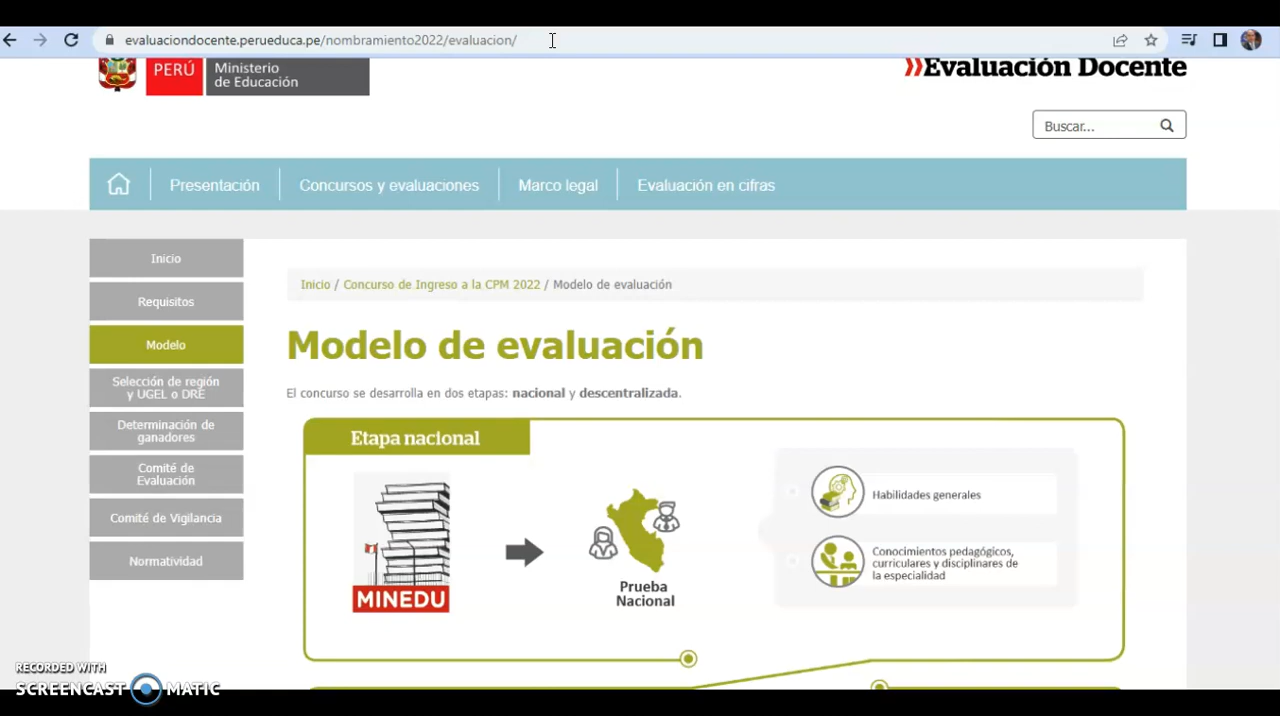 evaluaciondocente.perueduca.pe/nombramiento2022/evaluacion/
PERÚ
Ministerio
de Educación
Evaluación Docente
Buscar...
Presentación
Concursos y evaluaciones
Marco legal
Evaluación en cifras
Inicio
Requisitos
Modelo
Selección de región
y UGEL o DRE
Determinación de
ganadores
Comité de
Evaluación
Comité de Vigilancia
Normatividad
Inicio / Concurso de Ingreso a la CPM 2022 / Modelo de evaluación
Modelo de evaluación
El concurso se desarrolla en dos etapas: nacional y descentralizada.
Etapa nacional
MINEDU
Prueba
Nacional
Habilidades generales
Conocimientos pedagógicos,
curriculares y disciplinares de
la especialidad
RECORDED WITH
SCREENCAST MATIC